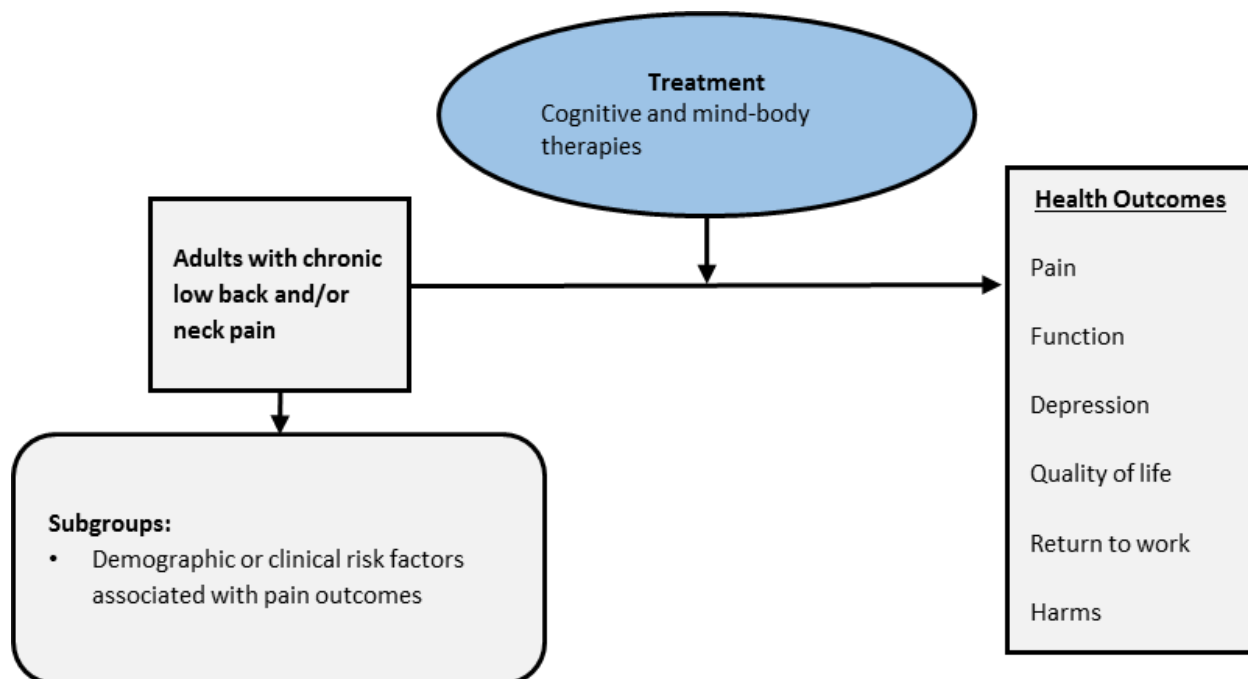 Treatment
Cognitive and mind-body
therapies
Adults with chronic
low back and/or
neck pain
Health Outcomes
Pain
Function
Depression
Quality of life
Return to work
Harms
Subgroups:
• Demographic or clinical risk factors
associated with pain outcomes